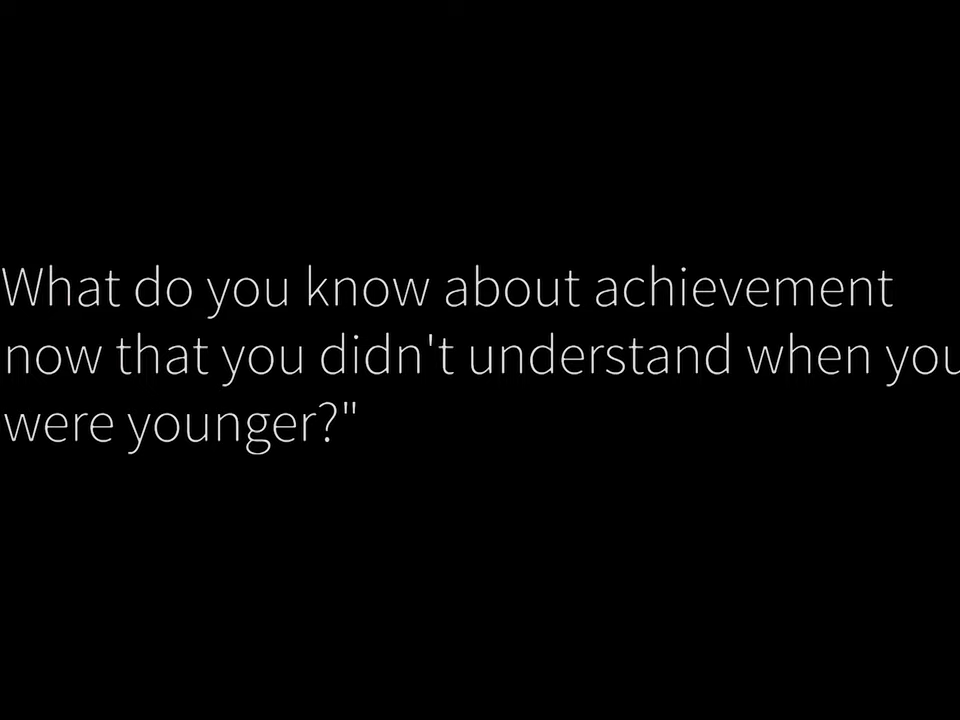 What do you know about achievement
now that you didn't understand when you
were younger?"